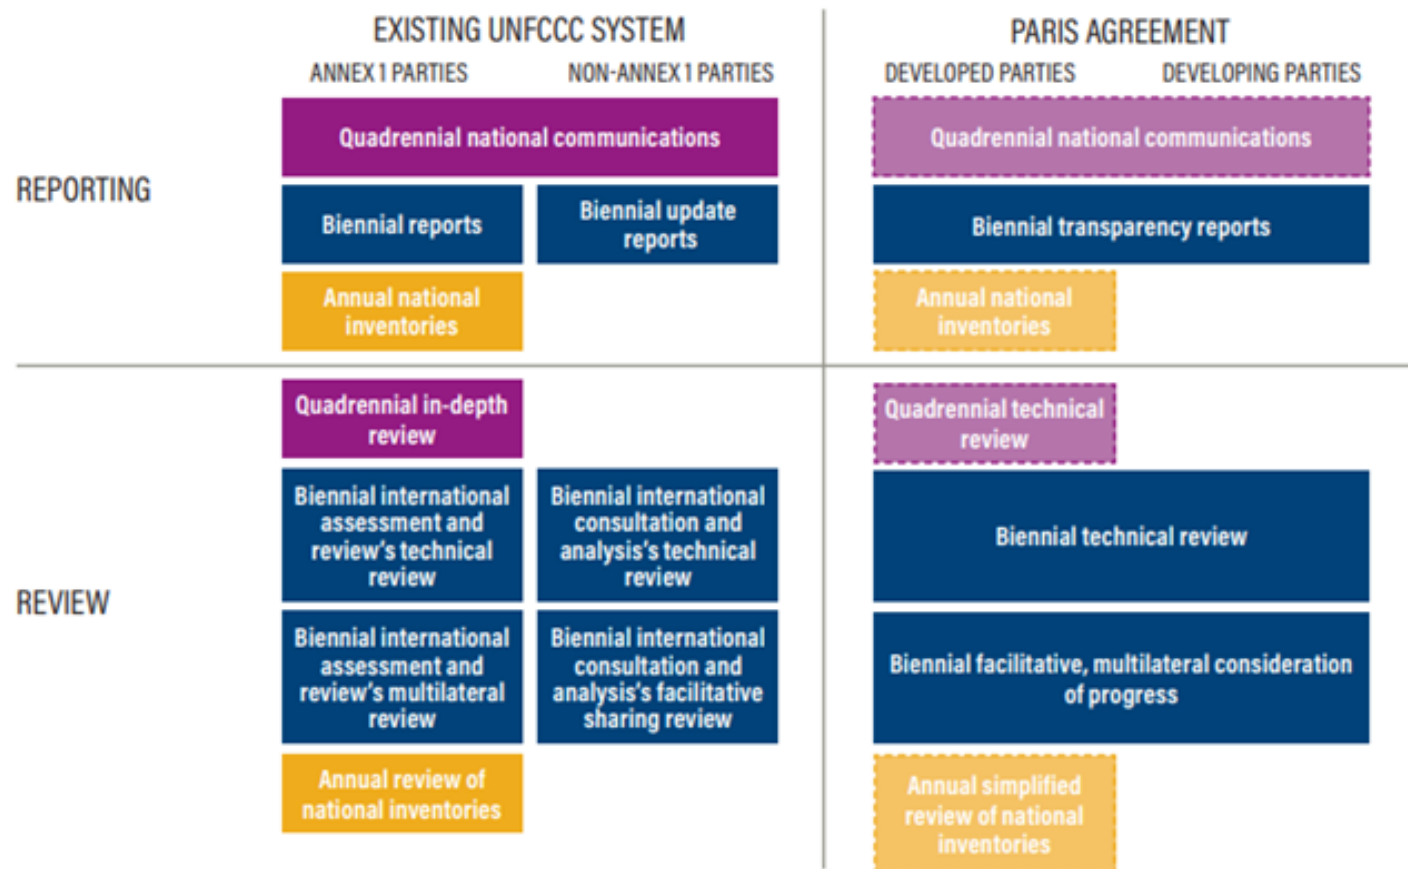 EXISTING UNFCCC SYSTEM
PARIS AGREEMENT
ANNEX 1 PARTIES
NON-ANNEX 1 PARTIES
DEVELOPED PARTIES
DEVELOPING PARTIES
REPORTING
Quadrennial national communications
Quadrennial national communications
Biennial reports
Biennial update
reports
Biennial transparency reports
Annual national
inventories
Annual national
inventories
REVIEW
Quadrennial in-depth
review
Quadrennial technical
review
Biennial international
assessment and
review's technical
review
Biennial international
consultation and
analysis's technical
review
Biennial technical review
Biennial international
assessment and
review's multilateral
review
Biennial international
consultation and
analysis's facilitative
sharing review
Biennial facilitative, multilateral consideration
of progress
Annual review of
national inventories
Annual simplified
review of national
inventories